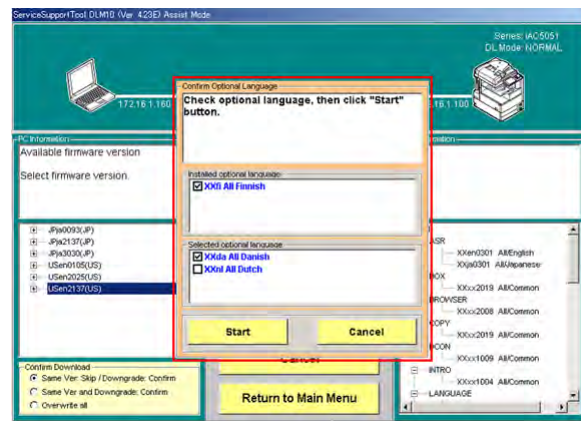 ServiceSupportTool DLM10 (Ver 4.23E) Assist Mode
Series: iAC5051
DL Mode: NORMAL
172.16.1.160
16.1.100
Confirm Optional Language
Check optional language, then click "Start"
button.
PC Information
Available firmware version
Select firmware version.
Installed optional language
XXfi All Finnish
JPja0093(JP)
JPja2137(JP)
JPja3030(JP)
USen0105(US)
USen2025(US)
USen2137(US)
Selected optional language
XXda All Danish
XXnl All Dutch
Start
Cancel
ASR
XXen0301 All/English
XXja0301 All/Japanese
BOX
XXxx2019 All/Common
BROWSER
XXxx2008 All/Common
COPY
XXxx2019 All/Common
DCON
XXxx1009 All/Common
INTRO
XXxx1004 All/Common
LANGUAGE
Confirm Download
Same Ver: Skip / Downgrade: Confirm
Same Ver and Downgrade: Confirm
Overwrite all
Return to Main Menu